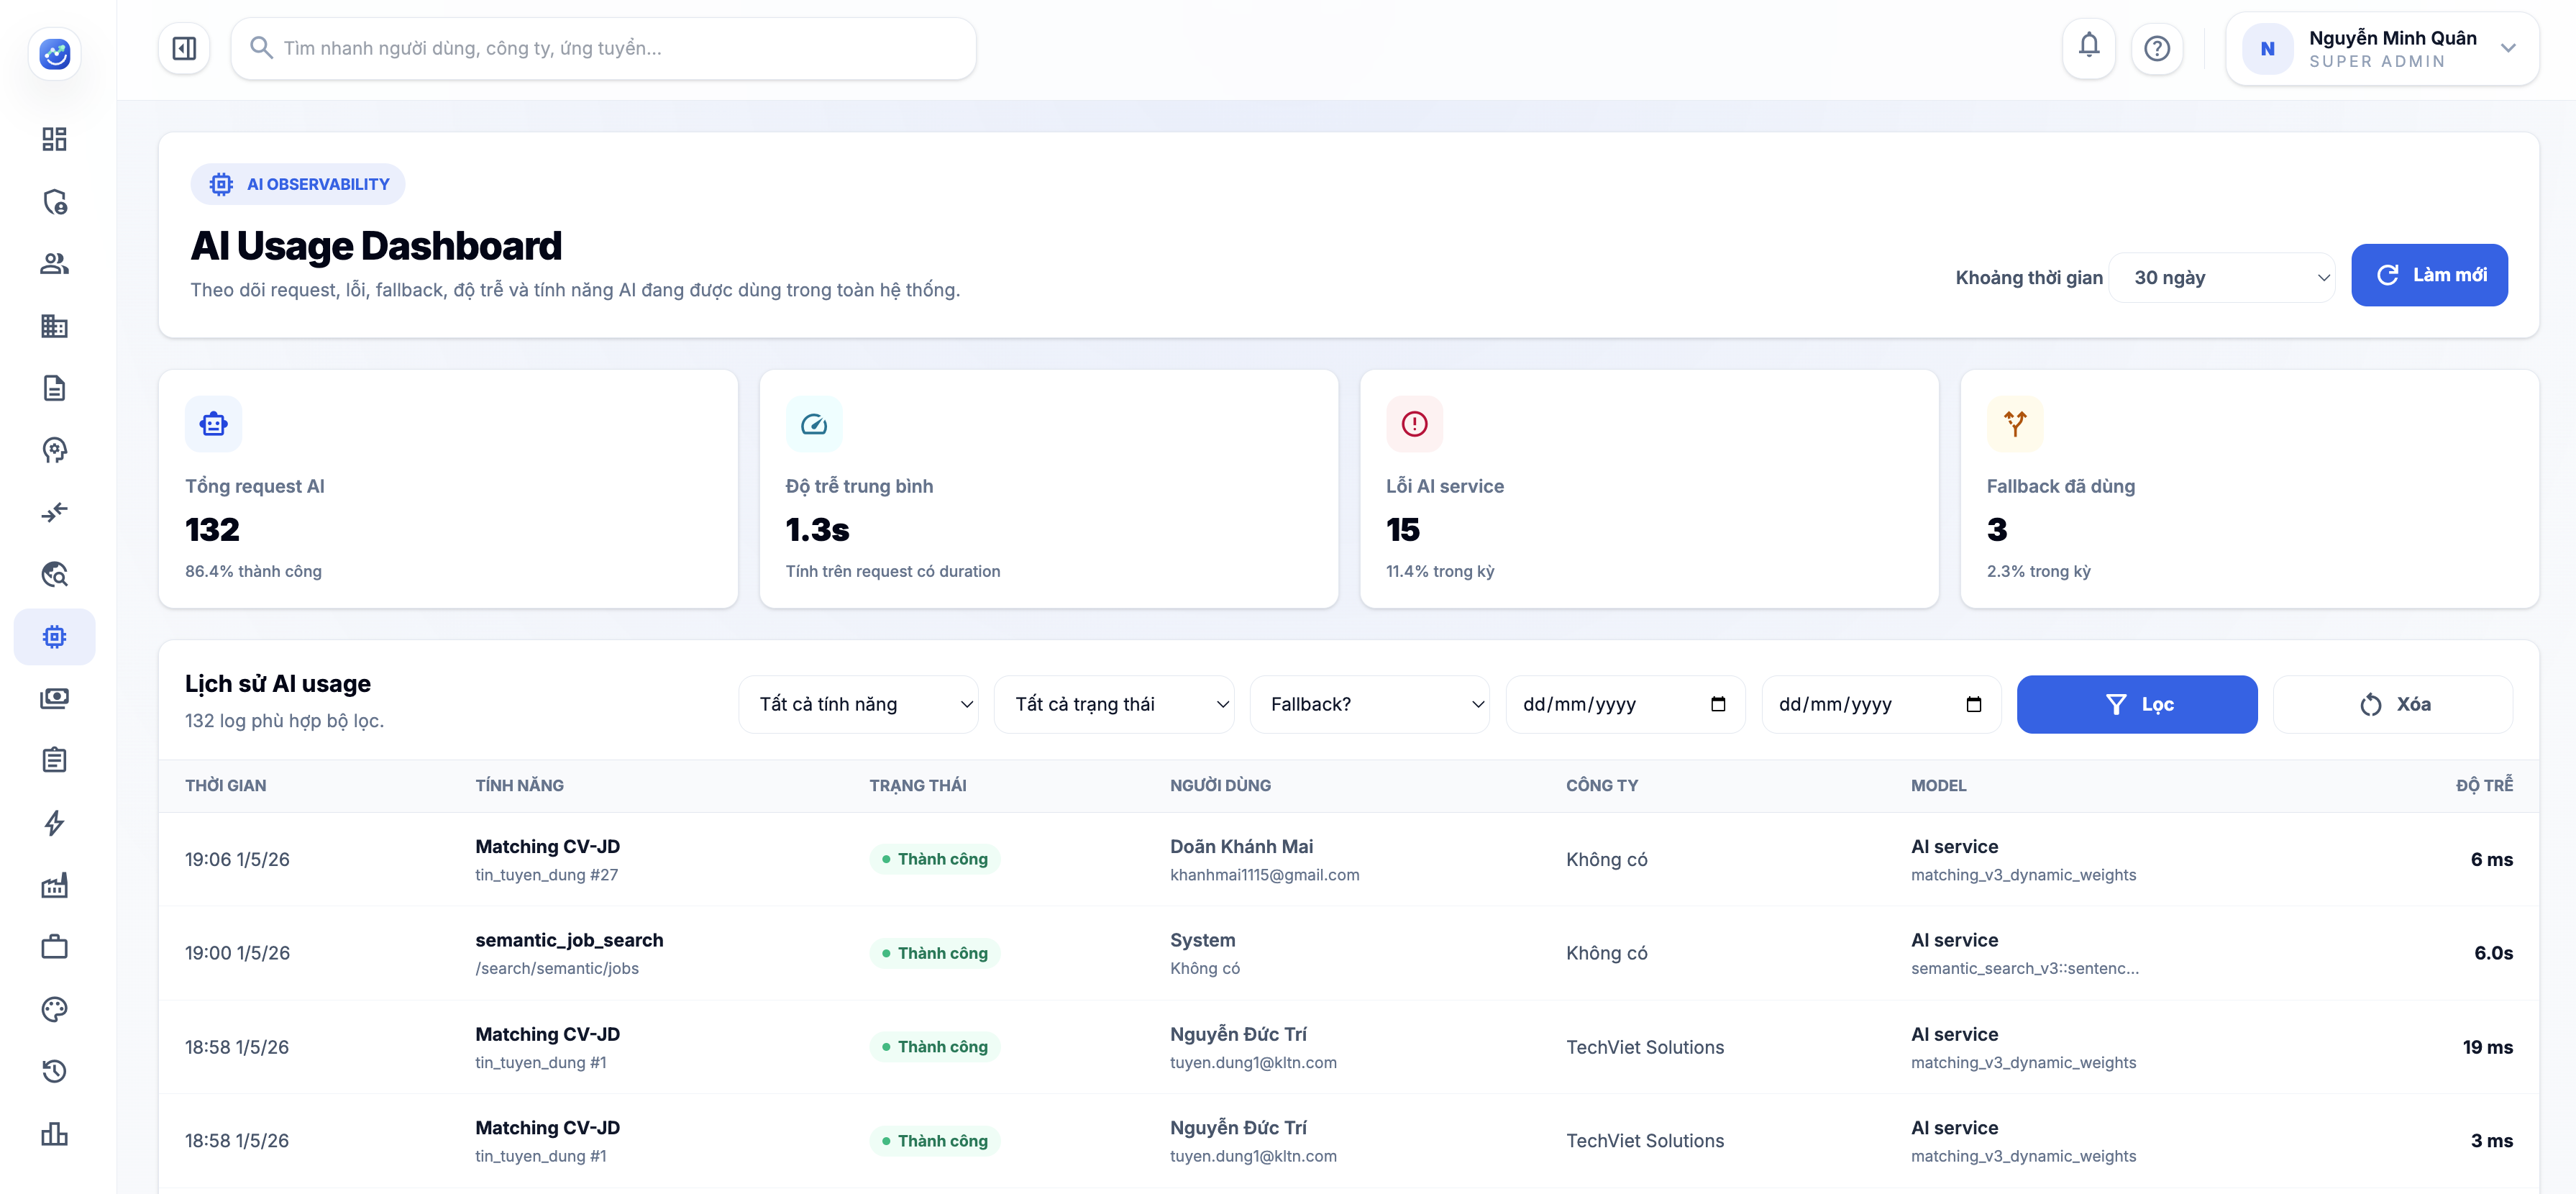 Tìm nhanh người dùng, công ty, ứng tuyển...
N
Nguyễn Minh Quân
SUPER ADMIN
AI OBSERVABILITY
AI Usage Dashboard
Theo dõi request, lỗi, fallback, độ trễ và tính năng AI đang được dùng trong toàn hệ thống.
Khoảng thời gian
30 ngày
Làm mới
Tổng request AI
132
86.4% thành công
Độ trễ trung bình
1.3s
Tính trên request có duration
Lỗi AI service
15
11.4% trong kỳ
Fallback đã dùng
3
2.3% trong kỳ
Lịch sử AI usage
132 log phù hợp bộ lọc.
Tất cả tính năng
Tất cả trạng thái
Fallback?
dd/mm/yyyy
dd/mm/yyyy
Lọc
Xóa
THỜI GIAN TÍNH NĂNG TRẠNG THÁI NGƯỜI DÙNG CÔNG TY MODEL ĐỘ TRỄ
19:06 1/5/26
Matching CV-JD
tin_tuyen_dung #27
Thành công
Doãn Khánh Mai
khanhmai1115@gmail.com
Không có
AI service
matching_v3_dynamic_weights
6 ms
19:00 1/5/26
semantic_job_search
/search/semantic/jobs
Thành công
System
Không có
Không có
AI service
semantic_search_v3::sentenc...
6.0s
18:58 1/5/26
Matching CV-JD
tin_tuyen_dung #1
Thành công
Nguyễn Đức Trí
tuyen.dung1@kltn.com
TechViet Solutions
AI service
matching_v3_dynamic_weights
19 ms
18:58 1/5/26
Matching CV-JD
tin_tuyen_dung #1
Thành công
Nguyễn Đức Trí
tuyen.dung1@kltn.com
TechViet Solutions
AI service
matching_v3_dynamic_weights
3 ms